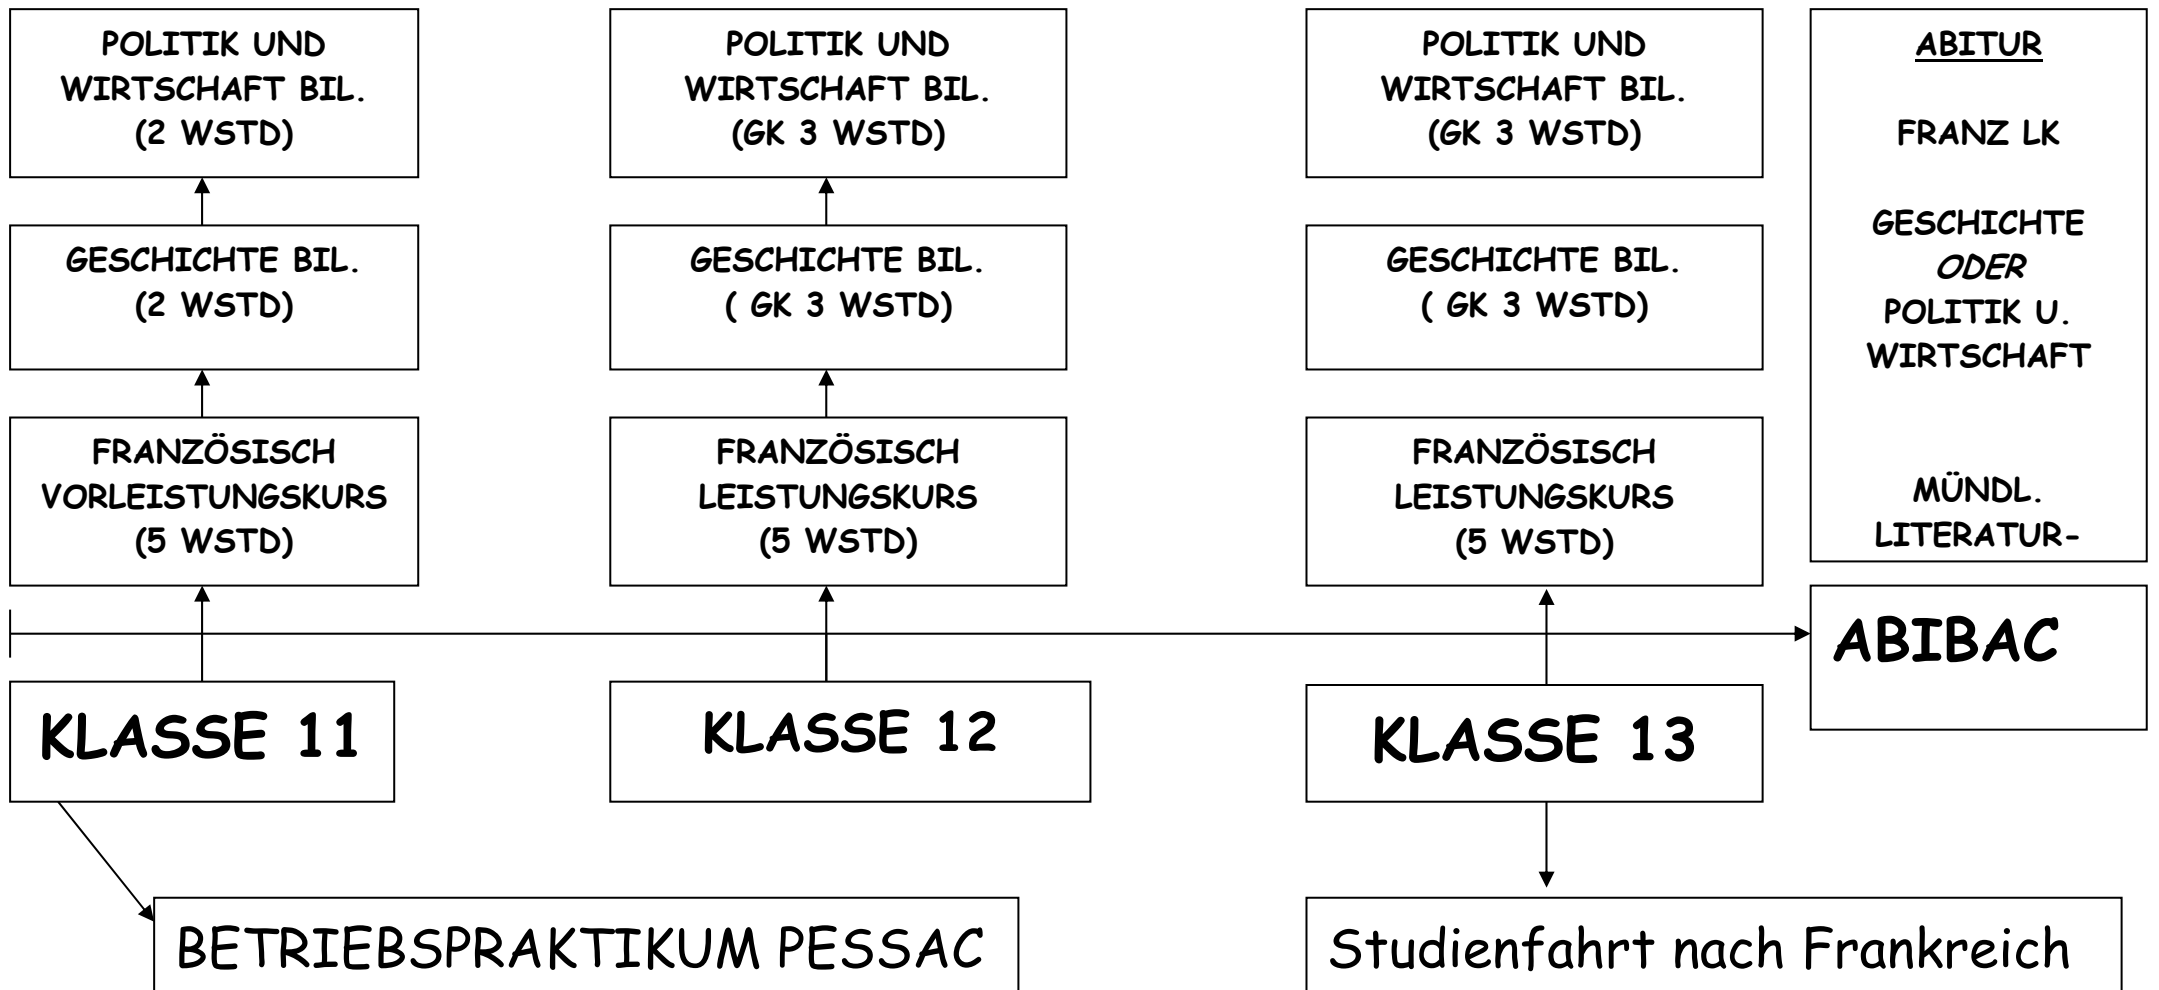 POLITIK UND
WIRTSCHAFT BIL.
(2 WSTD)
POLITIK UND
WIRTSCHAFT BIL.
(GK 3 WSTD)
POLITIK UND
WIRTSCHAFT BIL.
(GK 3 WSTD)
ABITUR
FRANZ LK
GESCHICHTE
ODER
POLITIK U.
WIRTSCHAFT
MÜNDL.
LITERATUR-
GESCHICHTE BIL.
(2 WSTD)
GESCHICHTE BIL.
( GK 3 WSTD)
GESCHICHTE BIL.
( GK 3 WSTD)
FRANZÖSISCH
VORLEISTUNGSKURS
(5 WSTD)
FRANZÖSISCH
LEISTUNGSKURS
(5 WSTD)
FRANZÖSISCH
LEISTUNGSKURS
(5 WSTD)
ABIBAC
KLASSE 11
KLASSE 12
KLASSE 13
BETRIEBSPRAKTIKUM PESSAC
Studienfahrt nach Frankreich